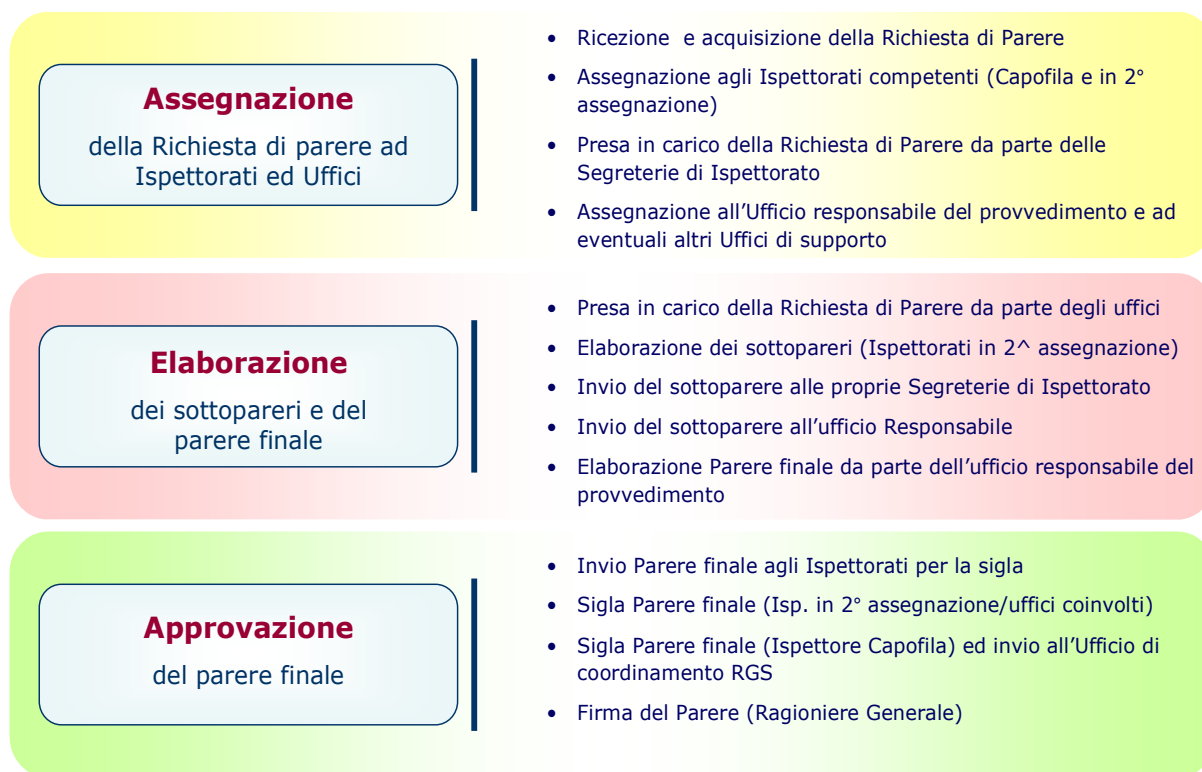 Assegnazione
della Richiesta di parere ad
Ispettorati ed Uffici
• Ricezione e acquisizione della Richiesta di Parere
• Assegnazione agli Ispettorati competenti (Capofila e in 2°
assegnazione)
• Presa in carico della Richiesta di Parere da parte delle
Segreterie di Ispettorato
• Assegnazione all’Ufficio responsabile del provvedimento e ad
eventuali altri Uffici di supporto
Elaborazione
dei sottopareri e del
parere finale
• Presa in carico della Richiesta di Parere da parte degli uffici
• Elaborazione dei sottopareri (Ispettorati in 2^ assegnazione)
• Invio del sottoparere alle proprie Segreterie di Ispettorato
• Invio del sottoparere all’ufficio Responsabile
• Elaborazione Parere finale da parte dell’ufficio responsabile del
provvedimento
Approvazione
del parere finale
• Invio Parere finale agli Ispettorati per la sigla
• Sigla Parere finale (Isp. in 2° assegnazione/uffici coinvolti)
• Sigla Parere finale (Ispettore Capofila) ed invio all’Ufficio di
coordinamento RGS
• Firma del Parere (Ragioniere Generale)